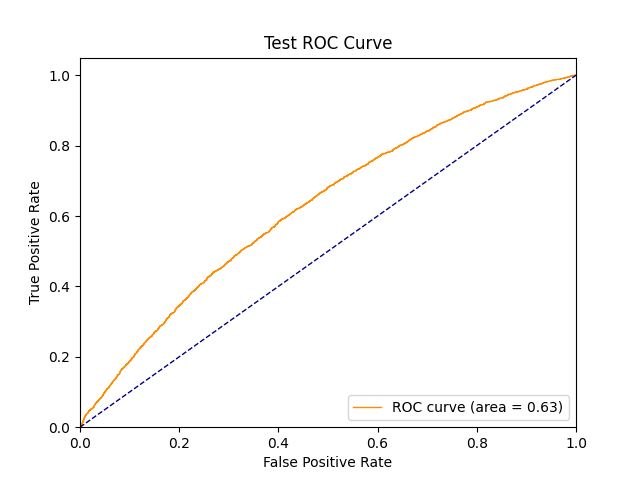 Test ROC Curve
True Positive Rate
1.0
0.8
0.6
0.4
0.2
0.0
ROC curve (area = 0.63)
0.0 0.2 0.4 0.6 0.8 1.0
False Positive Rate